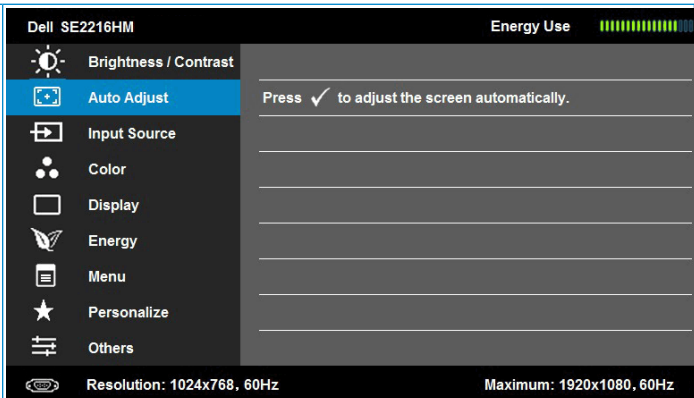 Dell SE2216HM Energy Use
Brightness / Contrast
Auto Adjust Press ✓ to adjust the screen automatically.
Input Source
Color
Display
Energy
Menu
Personalize
Others
Resolution: 1024x768, 60Hz Maximum: 1920x1080, 60Hz